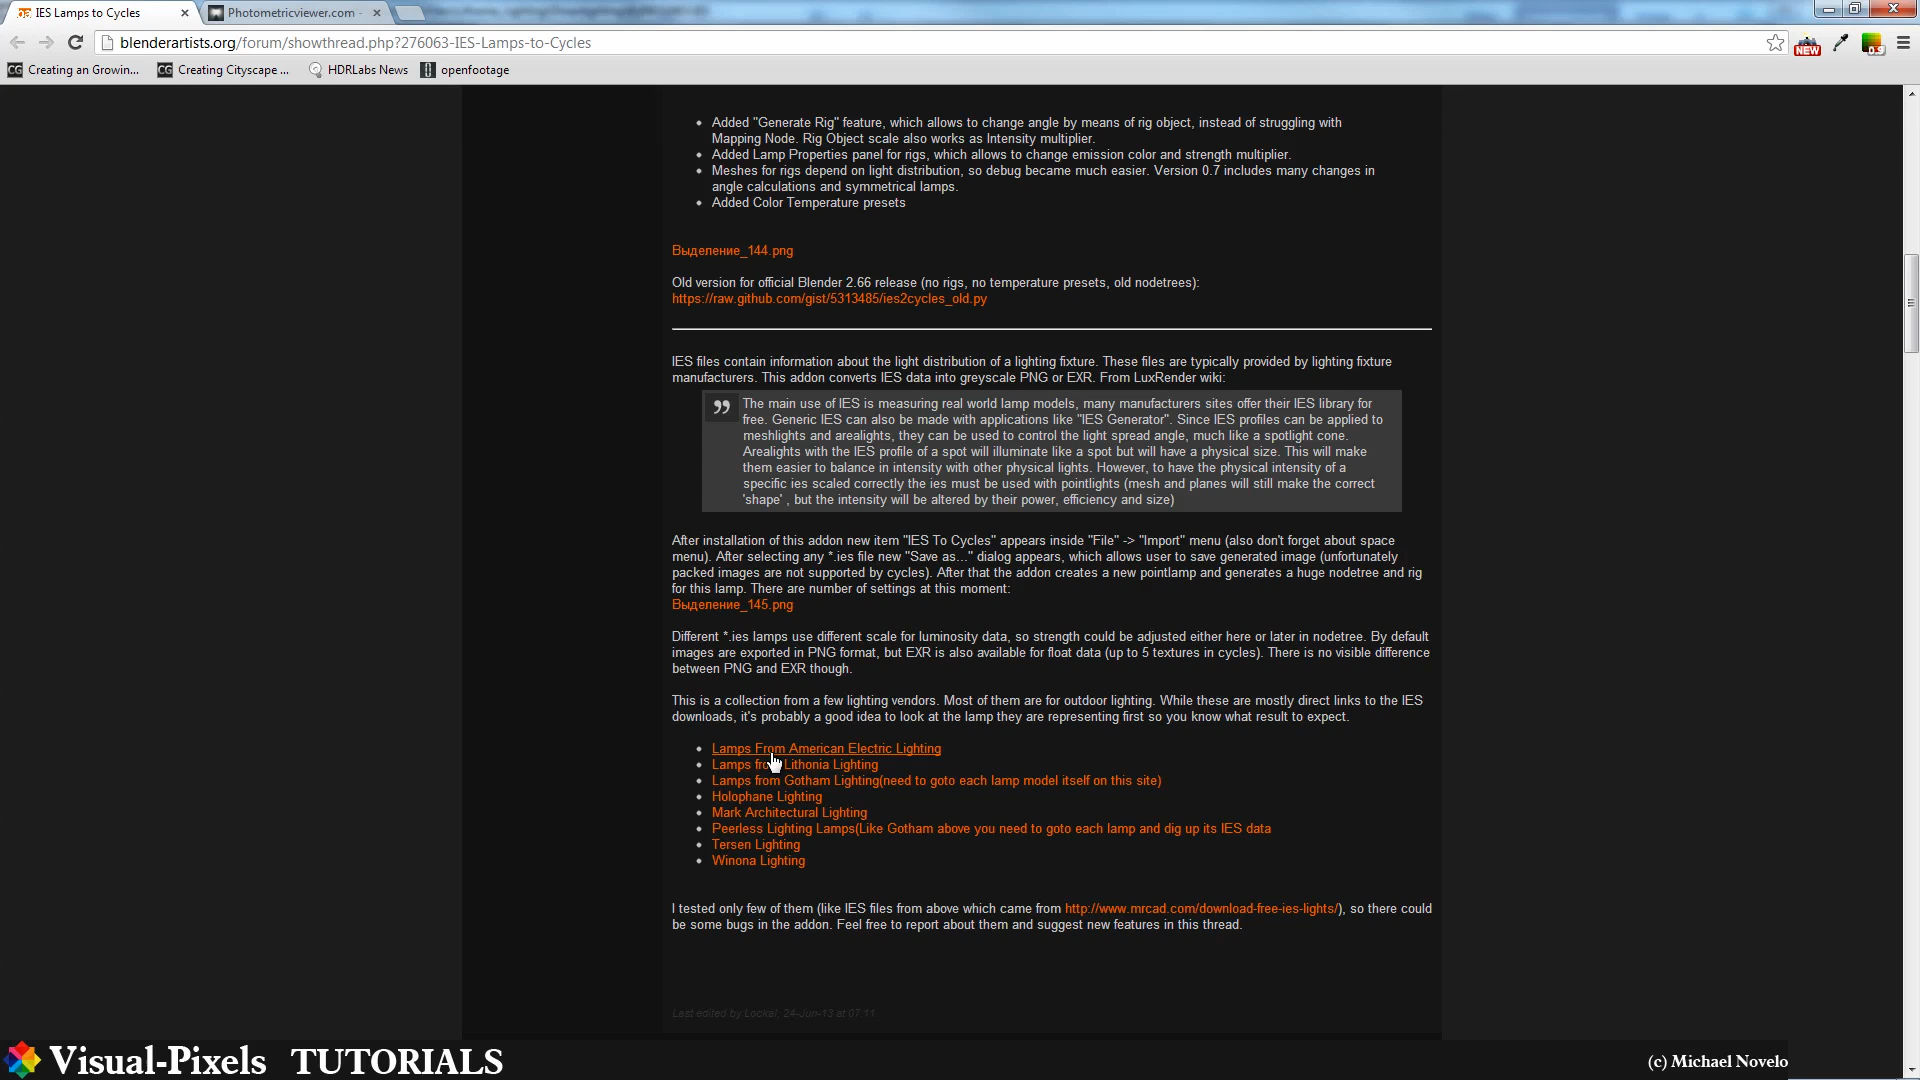 IES Lamps to Cycles
Photometricviewer.com -
blenderartists.org/forum/showthread.php?276063-IES-Lamps-to-Cycles
NEW
0.9
CG Creating an Growin... CG Creating Cityscape ... HDRLabs News openfootage
Added "Generate Rig" feature, which allows to change angle by means of rig object, instead of struggling with
Mapping Node. Rig Object scale also works as Intensity multiplier.
Added Lamp Properties panel for rigs, which allows to change emission color and strength multiplier.
Meshes for rigs depend on light distribution, so debug became much easier. Version 0.7 includes many changes in
angle calculations and symmetrical lamps.
Added Color Temperature presets
Выделение_144.png
Old version for official Blender 2.66 release (no rigs, no temperature presets, old nodetrees):
https://raw.github.com/gist/5313485/ies2cycles_old.py
IES files contain information about the light distribution of a lighting fixture. These files are typically provided by lighting fixture
manufacturers. This addon converts IES data into greyscale PNG or EXR. From LuxRender wiki:
The main use of IES is measuring real world lamp models, many manufacturers sites offer their IES library for
free. Generic IES can also be made with applications like "IES Generator". Since IES profiles can be applied to
meshlights and arealights, they can be used to control the light spread angle, much like a spotlight cone.
Arealights with the IES profile of a spot will illuminate like a spot but will have a physical size. This will make
them easier to balance in intensity with other physical lights. However, to have the physical intensity of a
specific ies scaled correctly the ies must be used with pointlights (mesh and planes will still make the correct
'shape' , but the intensity will be altered by their power, efficiency and size)
After installation of this addon new item "IES To Cycles" appears inside "File" -> "Import" menu (also don't forget about space
menu). After selecting any *.ies file new "Save as..." dialog appears, which allows user to save generated image (unfortunately
packed images are not supported by cycles). After that the addon creates a new pointlamp and generates a huge nodetree and rig
for this lamp. There are number of settings at this moment:
Выделение_145.png
Different *.ies lamps use different scale for luminosity data, so strength could be adjusted either here or later in nodetree. By default
images are exported in PNG format, but EXR is also available for float data (up to 5 textures in cycles). There is no visible difference
between PNG and EXR though.
This is a collection from a few lighting vendors. Most of them are for outdoor lighting. While these are mostly direct links to the IES
downloads, it's probably a good idea to look at the lamp they are representing first so you know what result to expect.
Lamps From American Electric Lighting
Lamps from Lithonia Lighting
Lamps from Gotham Lighting(need to goto each lamp model itself on this site)
Holophane Lighting
Mark Architectural Lighting
Peerless Lighting Lamps(Like Gotham above you need to goto each lamp and dig up its IES data
Tersen Lighting
Winona Lighting
I tested only few of them (like IES files from above which came from http://www.mrcad.com/download-free-ies-lights/), so there could
be some bugs in the addon. Feel free to report about them and suggest new features in this thread.
Last edited by Lockal; 24-Jun-13 at 07:11
Visual-Pixels TUTORIALS
(c) Michael Novelo